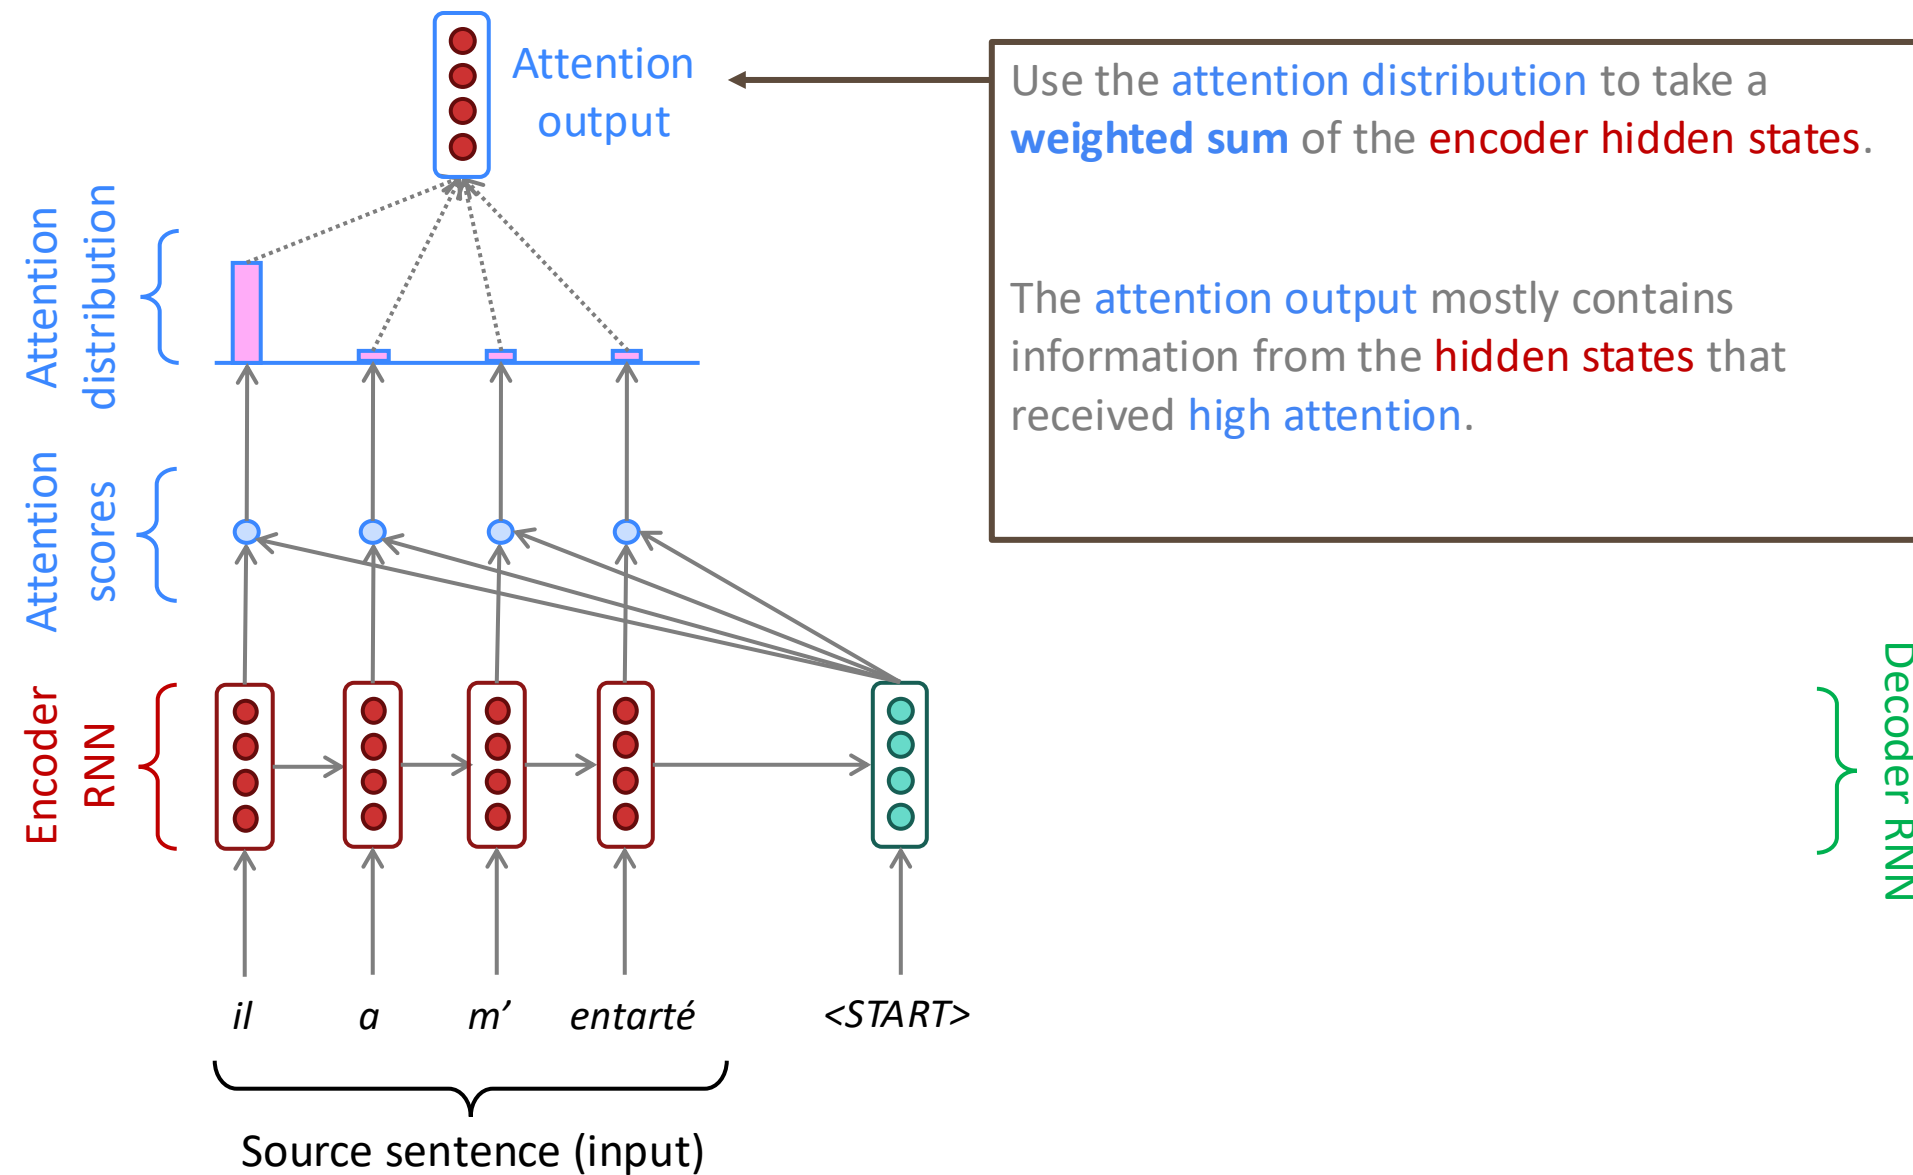 Attention
output
Use the attention distribution to take a
weighted sum of the encoder hidden states.
The attention output mostly contains
information from the hidden states that
received high attention.
Attention
distribution
Attention
scores
Encoder
RNN
Decoder RNN
il a m’ entarté <START>
Source sentence (input)